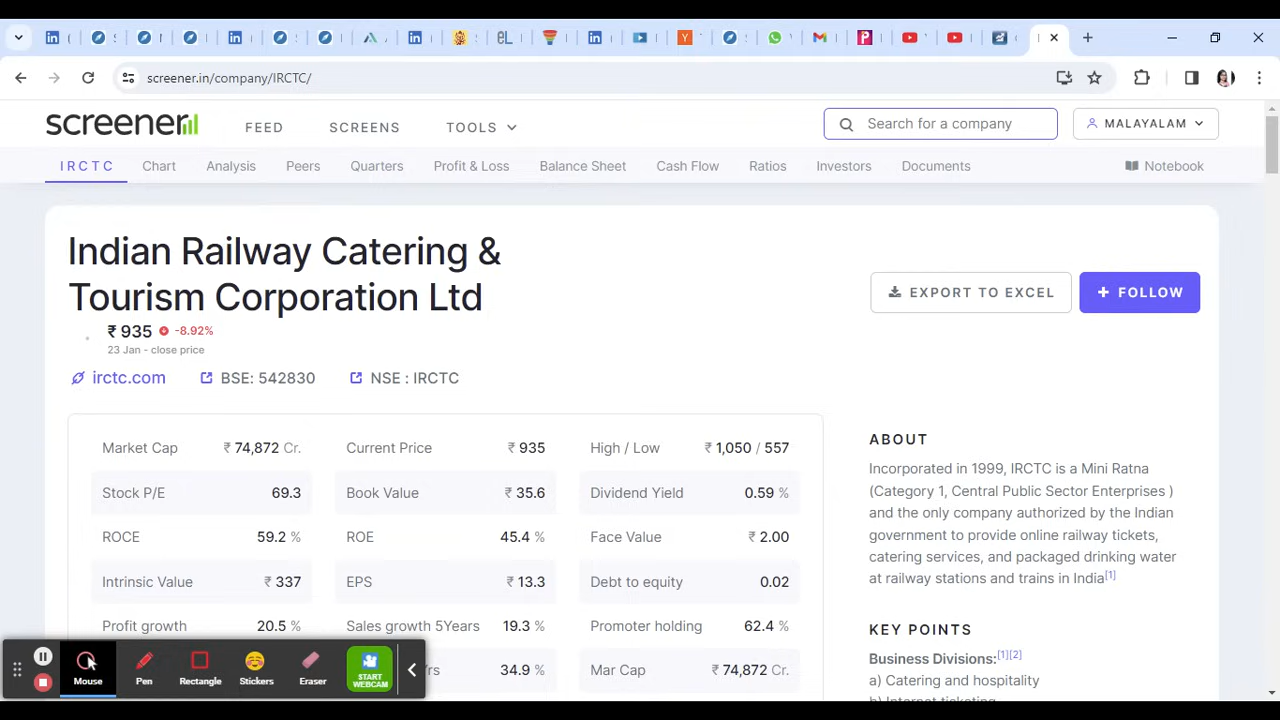 screener.in/company/IRCTC/
screener
FEED
SCREENS
TOOLS
Search for a company
MALAYALAM
IRCTC
Chart
Analysis
Peers
Quarters
Profit & Loss
Balance Sheet
Cash Flow
Ratios
Investors
Documents
Notebook
Indian Railway Catering &
Tourism Corporation Ltd
EXPORT TO EXCEL
+ FOLLOW
₹ 935 -8.92%
23 Jan - close price
irctc.com
BSE: 542830
NSE : IRCTC
Market Cap ₹ 74,872 Cr.
Current Price ₹ 935
High / Low ₹ 1,050 / 557
Stock P/E 69.3
Book Value ₹ 35.6
Dividend Yield 0.59 %
ROCE 59.2 %
ROE 45.4 %
Face Value ₹ 2.00
Intrinsic Value ₹ 337
EPS ₹ 13.3
Debt to equity 0.02
Profit growth 20.5 %
Sales growth 5Years 19.3 %
Promoter holding 62.4 %
34.9 %
Mar Cap ₹ 74,872 Cr.
ABOUT
Incorporated in 1999, IRCTC is a Mini Ratna
(Category 1, Central Public Sector Enterprises )
and the only company authorized by the Indian
government to provide online railway tickets,
catering services, and packaged drinking water
at railway stations and trains in India[1]
KEY POINTS
Business Divisions:[1][2]
a) Catering and hospitality
b) Internet ticketing
Mouse
Pen
Rectangle
Stickers
Eraser
START
WEBCAM